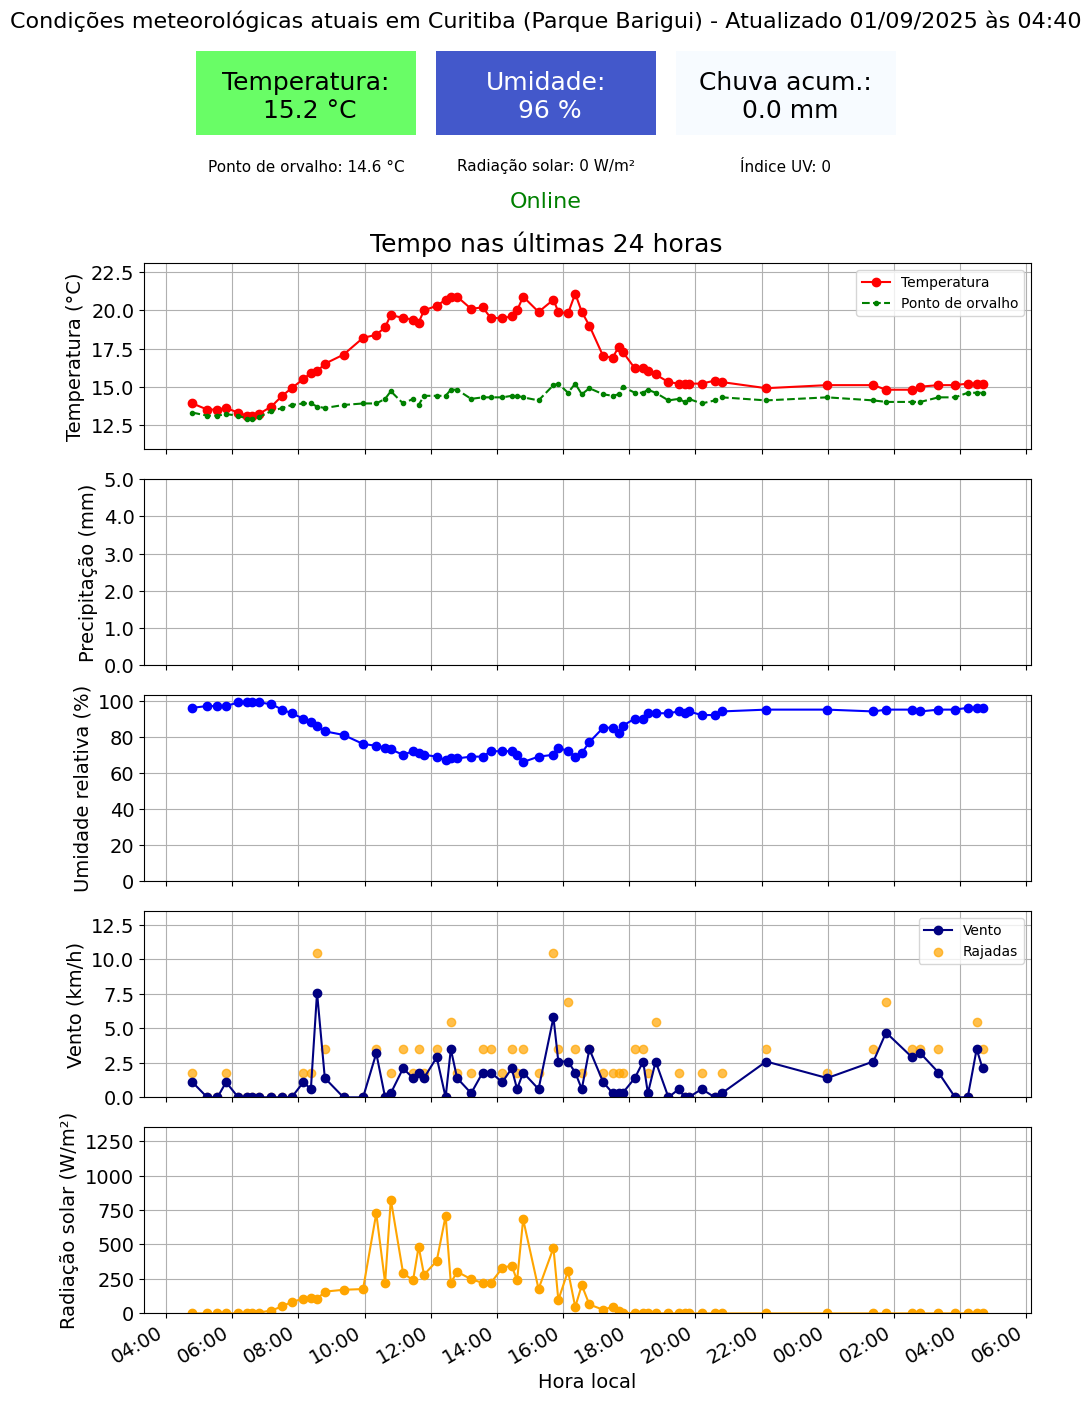 Condições meteorológicas atuais em Curitiba (Parque Barigui) - Atualizado 01/09/2025 às 04:40
Temperatura:
15.2 °C
Umidade:
96 %
Chuva acum.:
0.0 mm
Ponto de orvalho: 14.6 °C
Radiação solar: 0 W/m²
Índice UV: 0
Online
Tempo nas últimas 24 horas
Temperatura (°C)
22.5
20.0
17.5
15.0
12.5
Temperatura
Ponto de orvalho
Precipitação (mm)
5.0
4.0
3.0
2.0
1.0
0.0
Umidade relativa (%)
100
80
60
40
20
0
Vento (km/h)
12.5
10.0
7.5
5.0
2.5
0.0
Vento
Rajadas
Radiação solar (W/m²)
1250
1000
750
500
250
0
04:00
06:00
08:00
10:00
12:00
14:00
16:00
18:00
20:00
22:00
00:00
02:00
04:00
06:00
Hora local